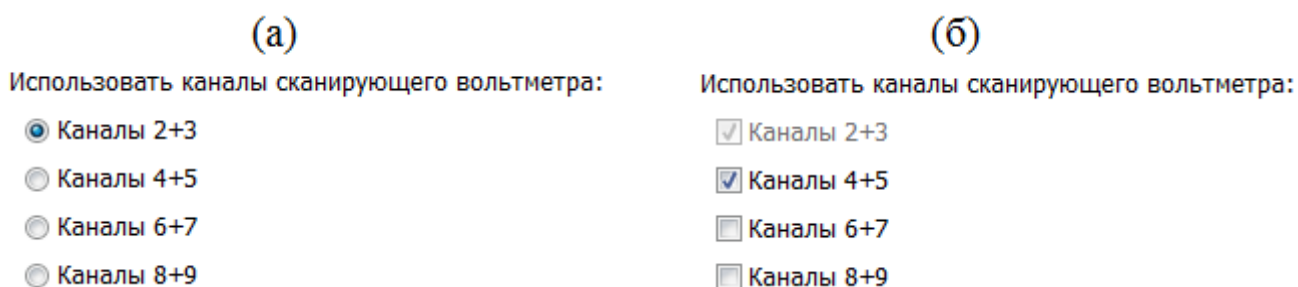 (а)
Использовать каналы сканирующего вольтметра:
Каналы 2+3
Каналы 4+5
Каналы 6+7
Каналы 8+9
(б)
Использовать каналы сканирующего вольтметра:
Каналы 2+3
Каналы 4+5
Каналы 6+7
Каналы 8+9